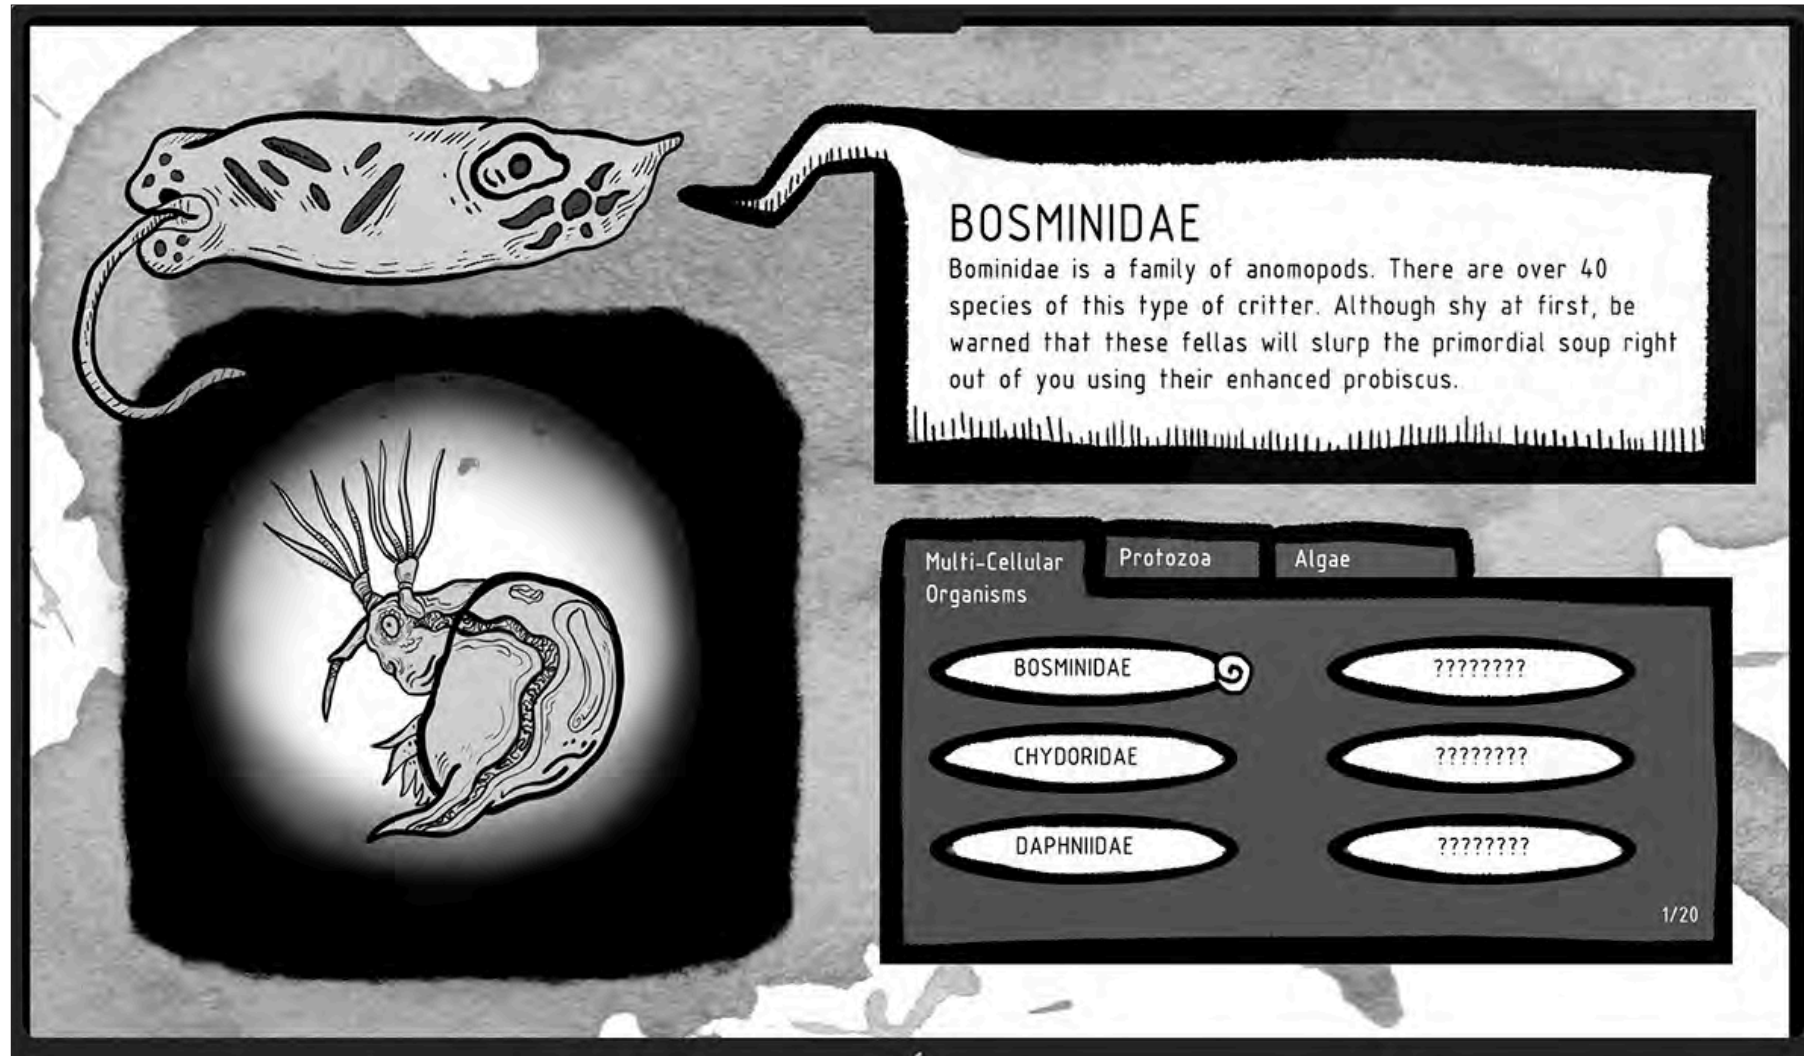 BOSMINIDAE
Bominidae is a family of anomopods. There are over 40
species of this type of critter. Although shy at first, be
warned that these fellas will slurp the primordial soup right
out of you using their enhanced probiscus.
Multi-Cellular
Organisms
Protozoa
Algae
BOSMINIDAE
????????
CHYDORIDAE
????????
DAPHNIIDAE
????????
1/20